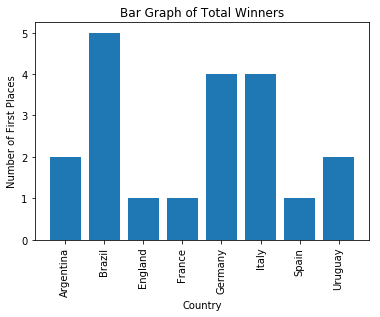 Bar Graph of Total Winners
Number of First Places
5
4
3
2
1
0
Argentina
Brazil
England
France
Germany
Italy
Spain
Uruguay
Country